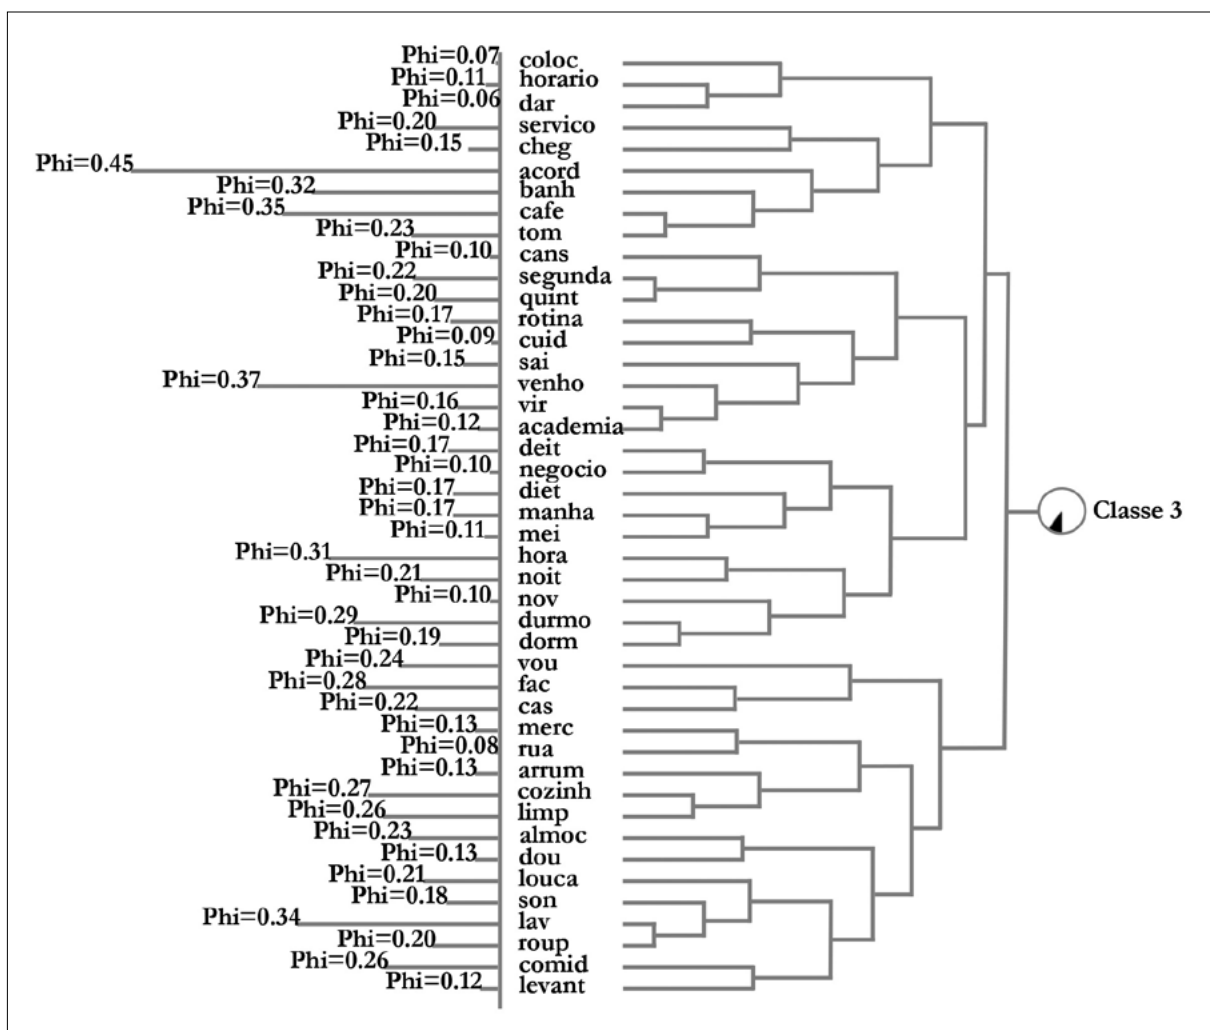 Phi=0.07 coloc
Phi=0.11 horario
Phi=0.06 dar
Phi=0.20 servico
Phi=0.15 cheg
Phi=0.45 acord
Phi=0.32 banh
Phi=0.35 cafe
Phi=0.23 tom
Phi=0.10 cans
Phi=0.22 segunda
Phi=0.20 quint
Phi=0.17 rotina
Phi=0.09 cuid
Phi=0.15 sai
Phi=0.37 venho
Phi=0.16 vir
Phi=0.12 academia
Phi=0.17 deit
Phi=0.10 negocio
Phi=0.17 diet
Phi=0.17 manha
Phi=0.11 mei
Classe 3
Phi=0.31 hora
Phi=0.21 noit
Phi=0.10 nov
Phi=0.29 durmo
Phi=0.19 dorm
Phi=0.24 vou
Phi=0.28 fac
Phi=0.22 cas
Phi=0.13 merc
Phi=0.08 rua
Phi=0.13 arrum
Phi=0.27 cozinh
Phi=0.26 limp
Phi=0.23 almoc
Phi=0.13 dou
Phi=0.21 louca
Phi=0.18 son
Phi=0.34 lav
Phi=0.20 roup
Phi=0.26 comid
Phi=0.12 levant